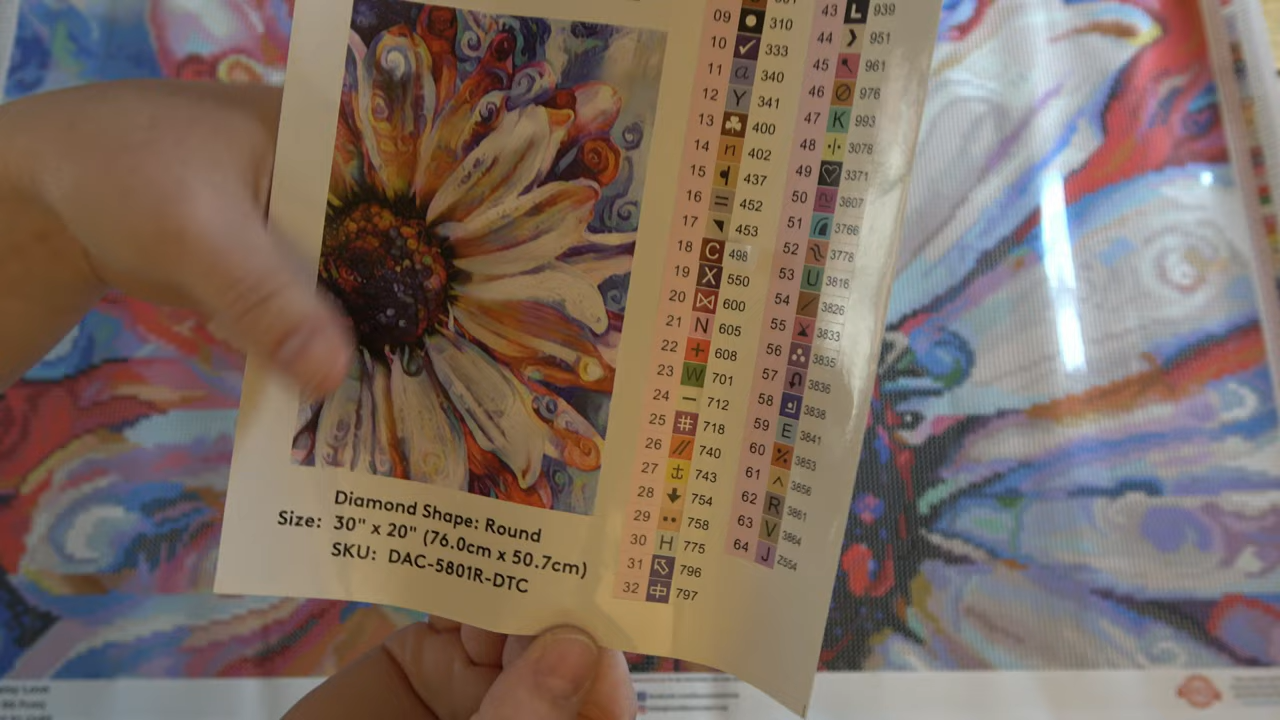 Diamond Shape: Round
Size: 30" x 20" (76.0cm x 50.7cm)
SKU: DAC-5801R-DTC
09 310
10 ✓ 333
11 a 340
12 Y 341
13 ♣ 400
14 n 402
15 437
16 = 452
17 453
18 C 498
19 X 550
20 ⋈ 600
21 N 605
22 + 608
23 W 701
24 – 712
25 # 718
26 // 740
27 ⚓ 743
28 754
29 •• 758
30 H 775
31 796
32 中 797
43 L 939
44 951
45 961
46 ⊘ 976
47 K 993
48 3078
49 ♡ 3371
50 3607
51 3766
52 3778
53 U 3816
54 / 3826
55 3833
56 3835
57 3836
58 3838
59 E 3841
60 3853
61 ^ 3856
62 R 3861
63 V 3864
64 J Z554